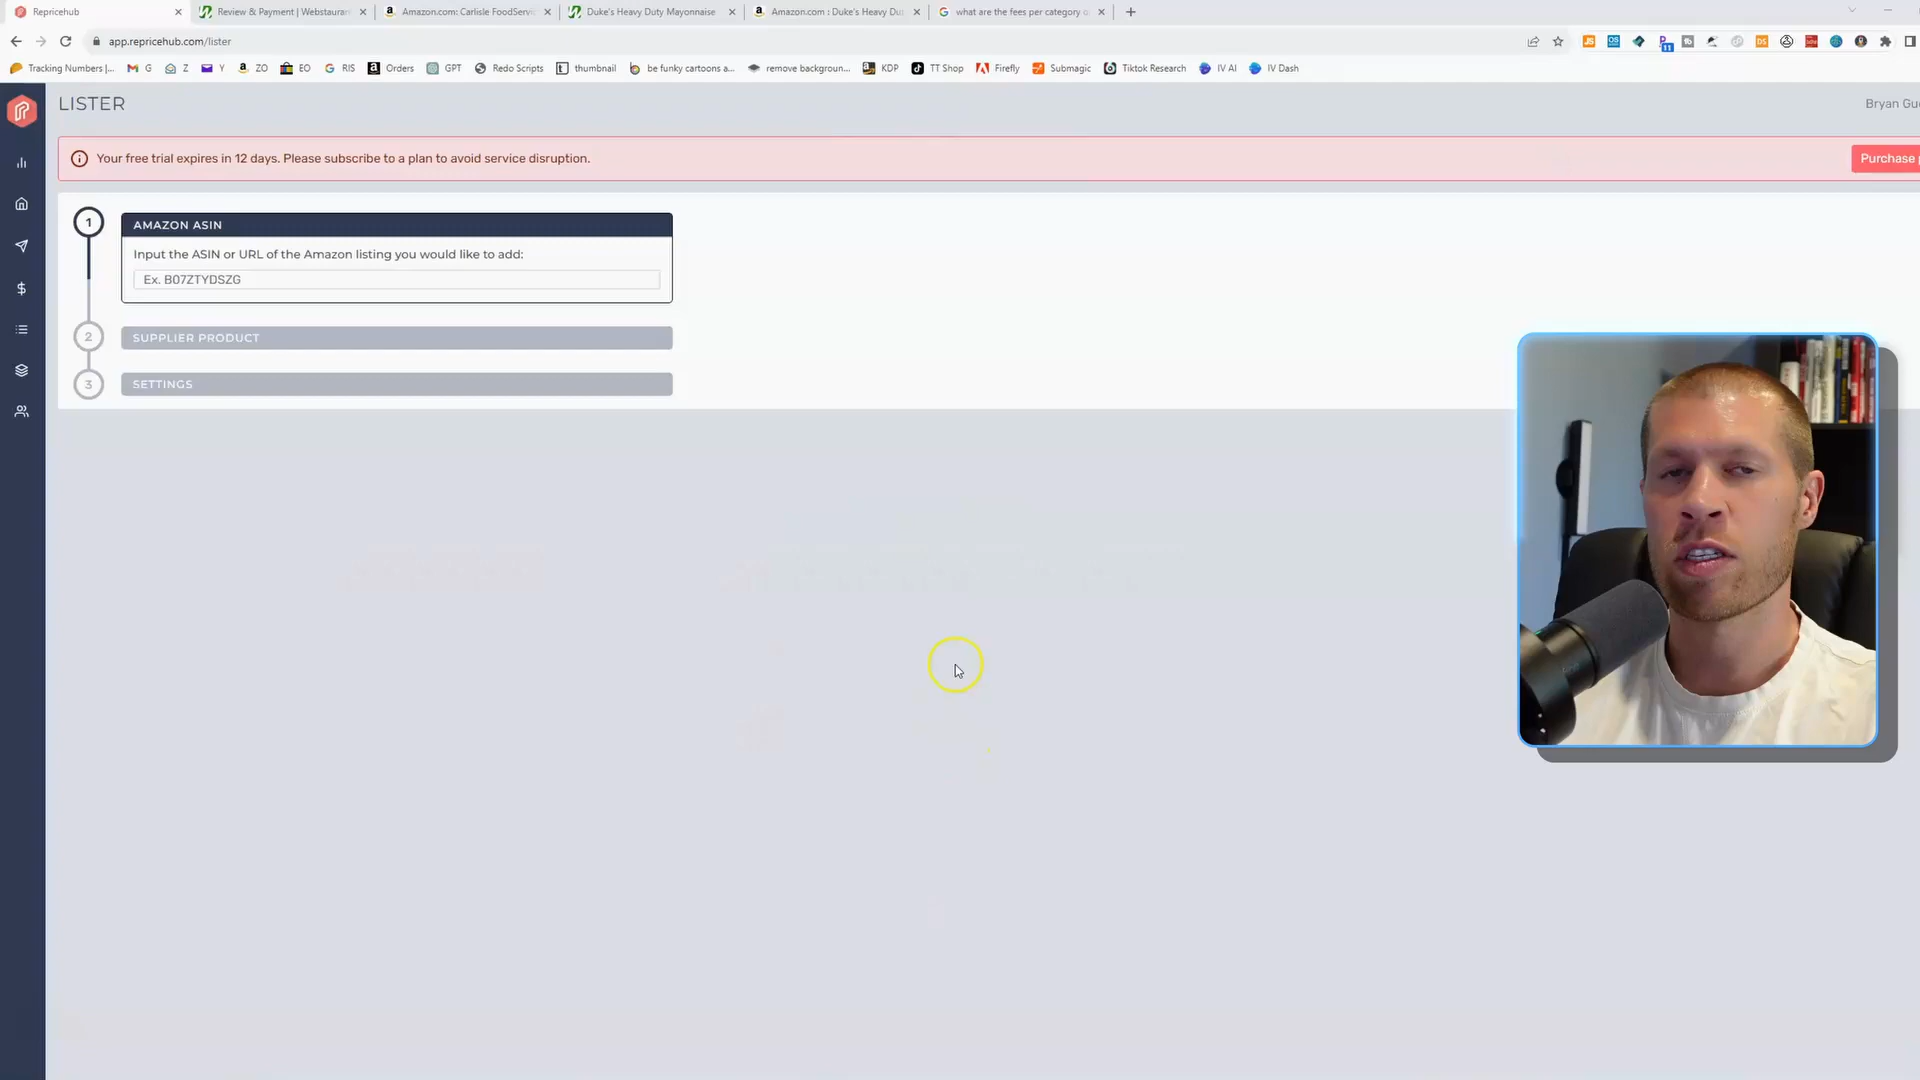 Repricehub
Review & Payment | Webstauran
Amazon.com: Carlisle FoodServi
Duke's Heavy Duty Mayonnaise
Amazon.com : Duke's Heavy Du
what are the fees per category o
app.repricehub.com/lister
Tracking Numbers |...
G
Z
Y
ZO
EO
RIS
Orders
GPT
Redo Scripts
thumbnail
be funky cartoons a...
remove backgroun...
KDP
TT Shop
Firefly
Submagic
Tiktok Research
IV AI
IV Dash
LISTER
Bryan Gu
Your free trial expires in 12 days. Please subscribe to a plan to avoid service disruption.
Purchase
1
AMAZON ASIN
Input the ASIN or URL of the Amazon listing you would like to add:
Ex. B07ZTYDSZG
2
SUPPLIER PRODUCT
3
SETTINGS